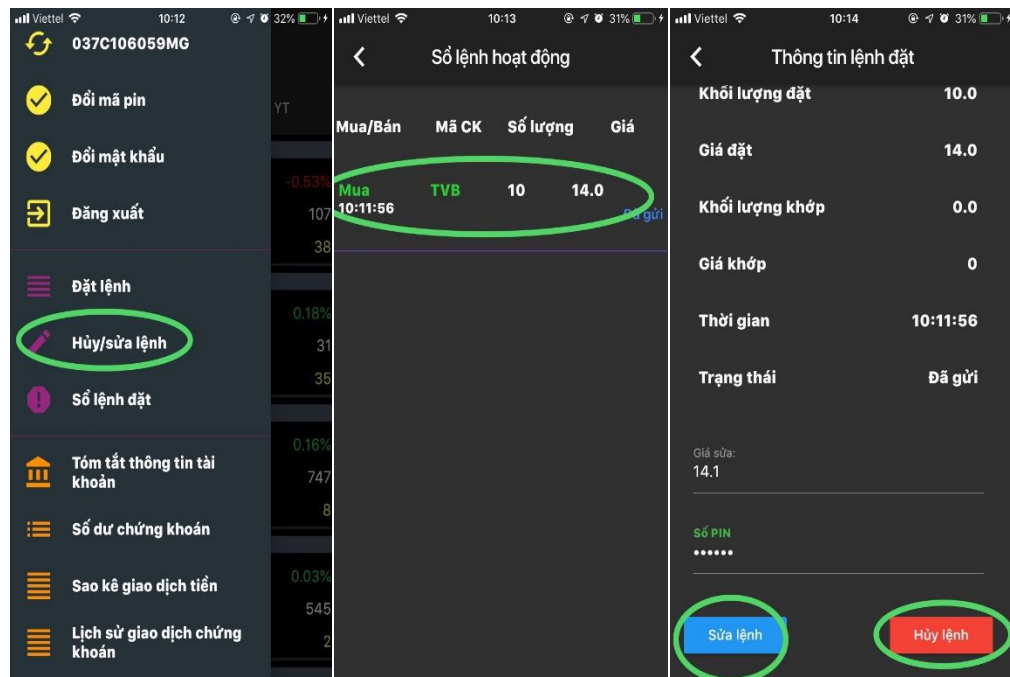 Viettel 10:12 32%
037C106059MG
Đổi mã pin
Đổi mật khẩu
Đăng xuất
Đặt lệnh
Hủy/sửa lệnh
Sổ lệnh đặt
Tóm tắt thông tin tài
khoản
Số dư chứng khoán
Sao kê giao dịch tiền
Lịch sử giao dịch chứng
khoán
YT
-0.53%
107
38
0.18%
31
35
0.16%
747
8
0.03%
545
2
Viettel 10:13 31%
Sổ lệnh hoạt động
Mua/Bán Mã CK Số lượng Giá
Mua TVB 10 14.0
10:11:56 Đã gửi
Viettel 10:14 31%
Thông tin lệnh đặt
Khối lượng đặt 10.0
Giá đặt 14.0
Khối lượng khớp 0.0
Giá khớp 0
Thời gian 10:11:56
Trạng thái Đã gửi
Giá sửa:
14.1
Số PIN
••••••
Sửa lệnh Hủy lệnh